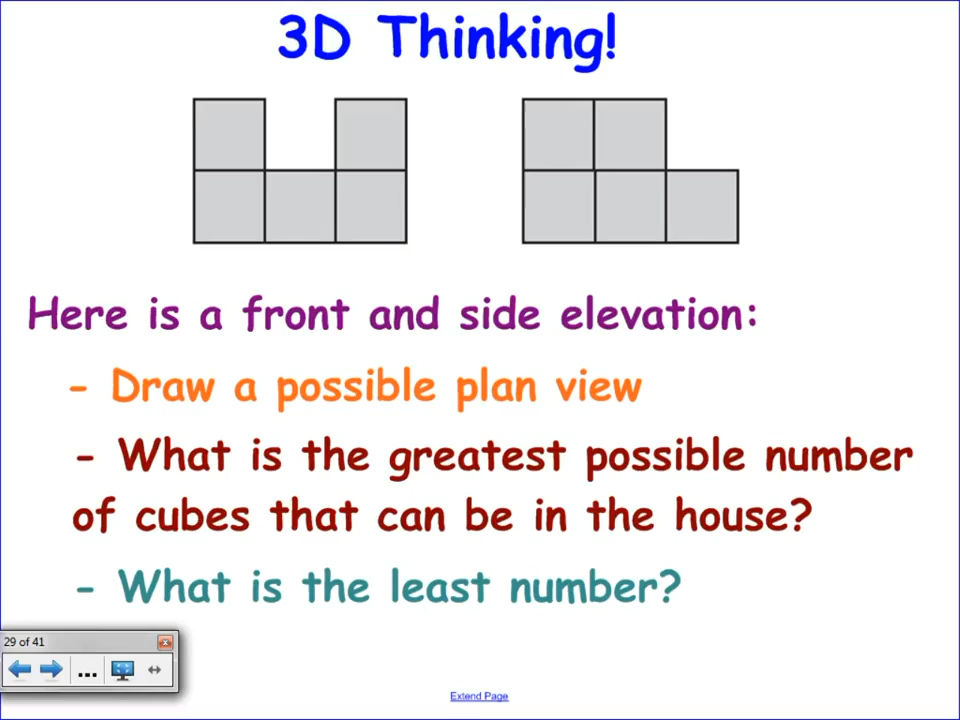 3D Thinking!
Here is a front and side elevation:
- Draw a possible plan view
- What is the greatest possible number
of cubes that can be in the house?
- What is the least number?
29 of 41
...
Extend Page